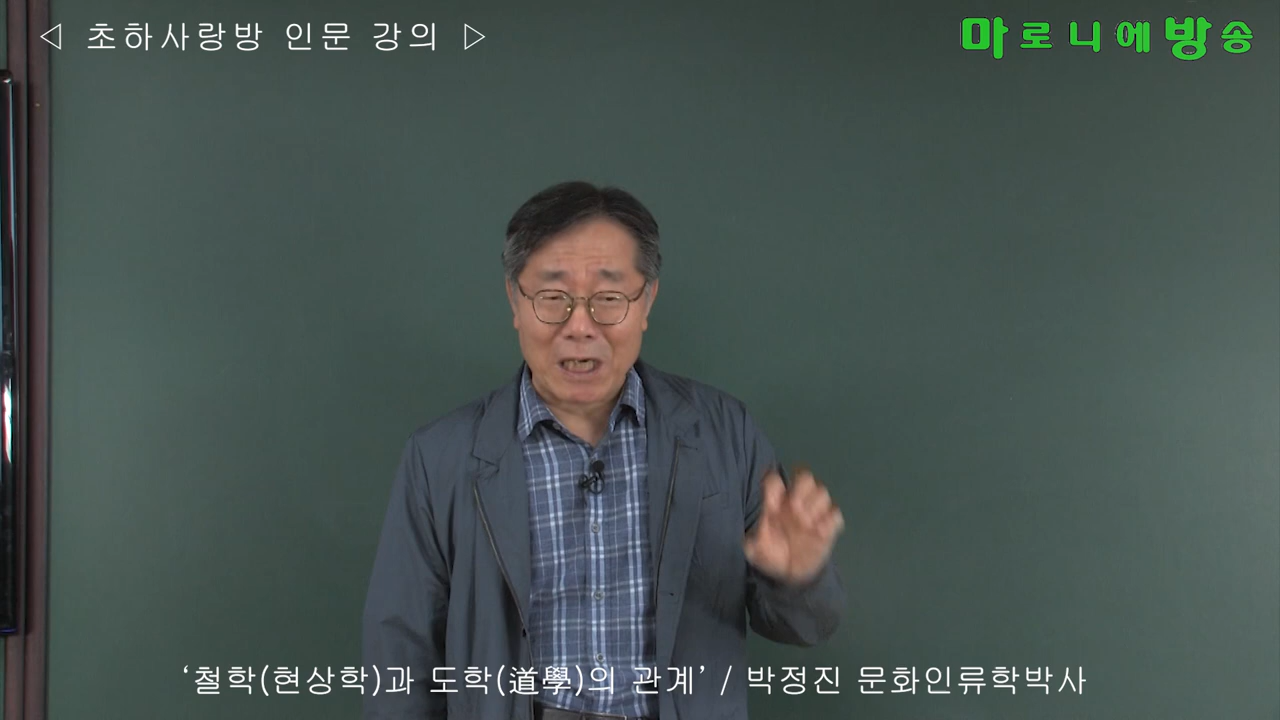 ◁ 초하사랑방 인문 강의 ▷
마로니에방송
‘철학(현상학)과 도학(道學)의 관계’ / 박정진 문화인류학박사